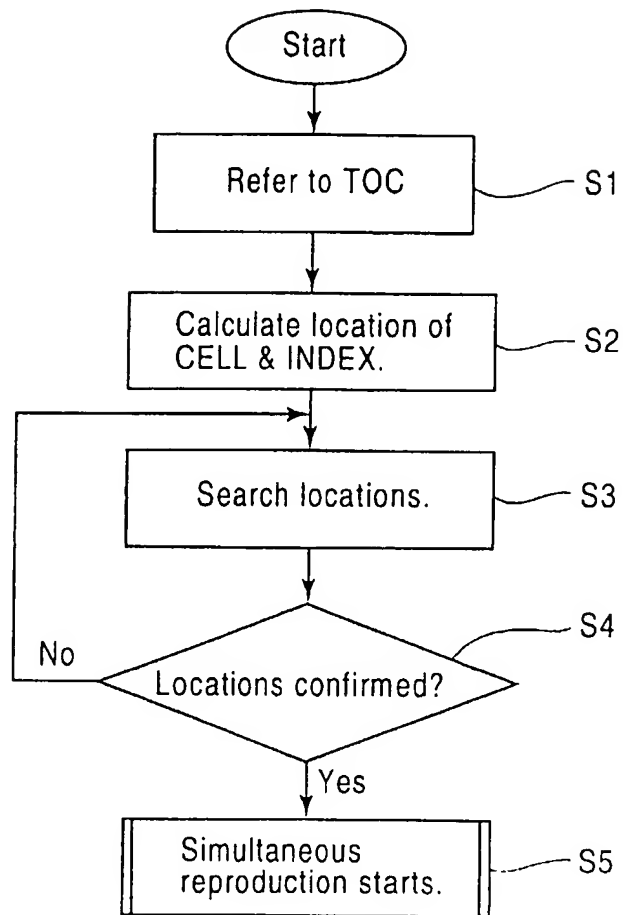 Start
Refer to TOC
S1
Calculate location of
CELL & INDEX.
S2
Search locations.
S3
S4
No
Locations confirmed?
Yes
Simultaneous
reproduction starts.
S5